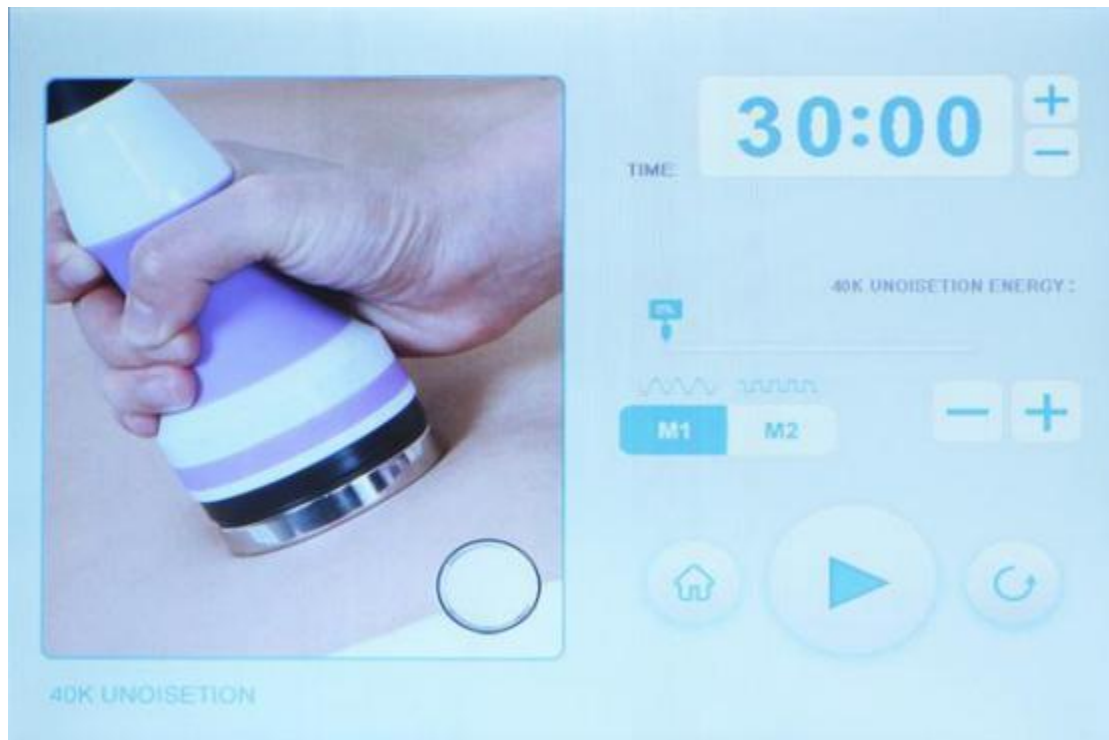 30:00
TIME:
40K UNOISETION ENERGY :
M1 M2
40K UNOISETION